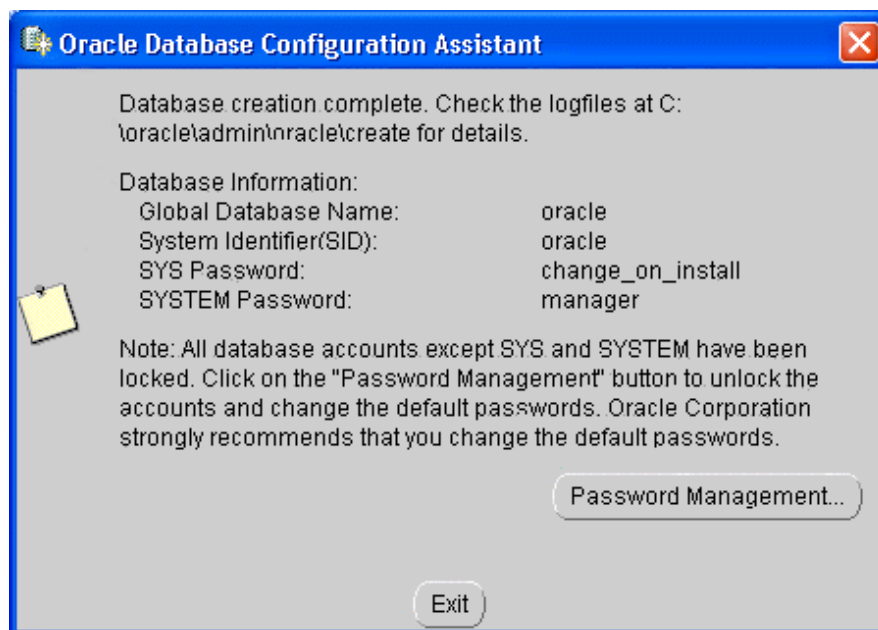 Oracle Database Configuration Assistant
Database creation complete. Check the logfiles at C:
\oracle\admin\oracle\create for details.
Database Information:
Global Database Name: oracle
System Identifier(SID): oracle
SYS Password: change_on_install
SYSTEM Password: manager
Note: All database accounts except SYS and SYSTEM have been
locked. Click on the "Password Management" button to unlock the
accounts and change the default passwords. Oracle Corporation
strongly recommends that you change the default passwords.
Password Management...
Exit